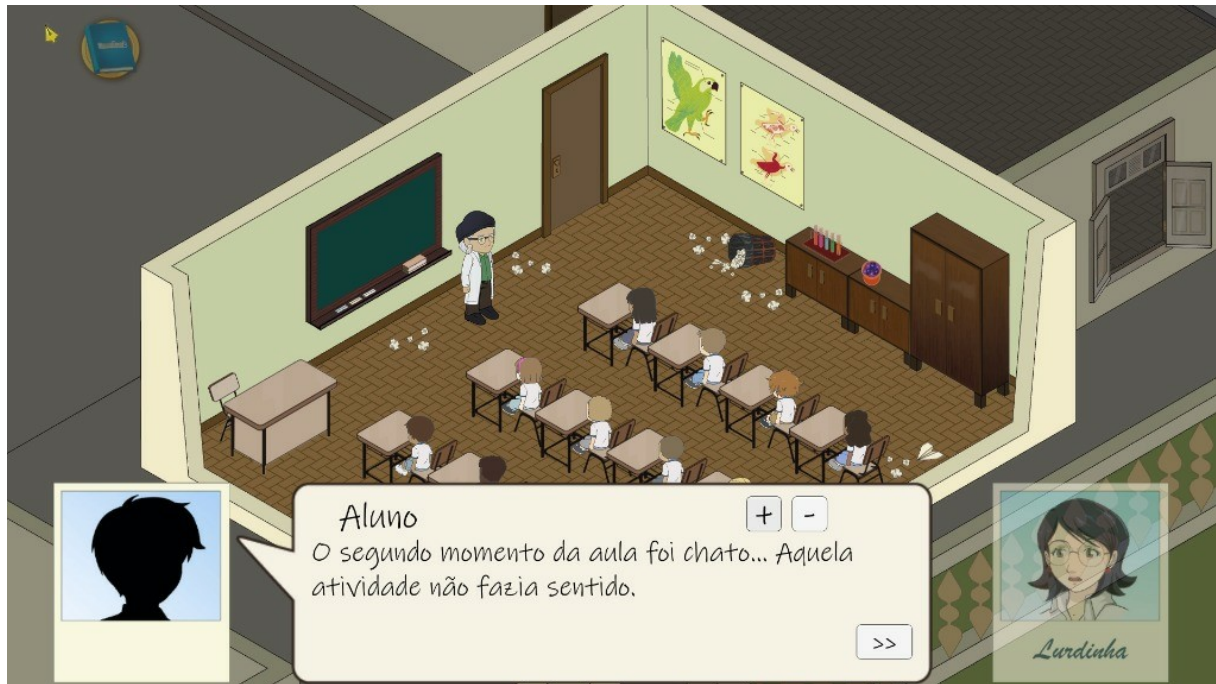 Aluno
+ -
O segundo momento da aula foi chato... Aquela
atividade não fazia sentido.
>>
Lurdinha